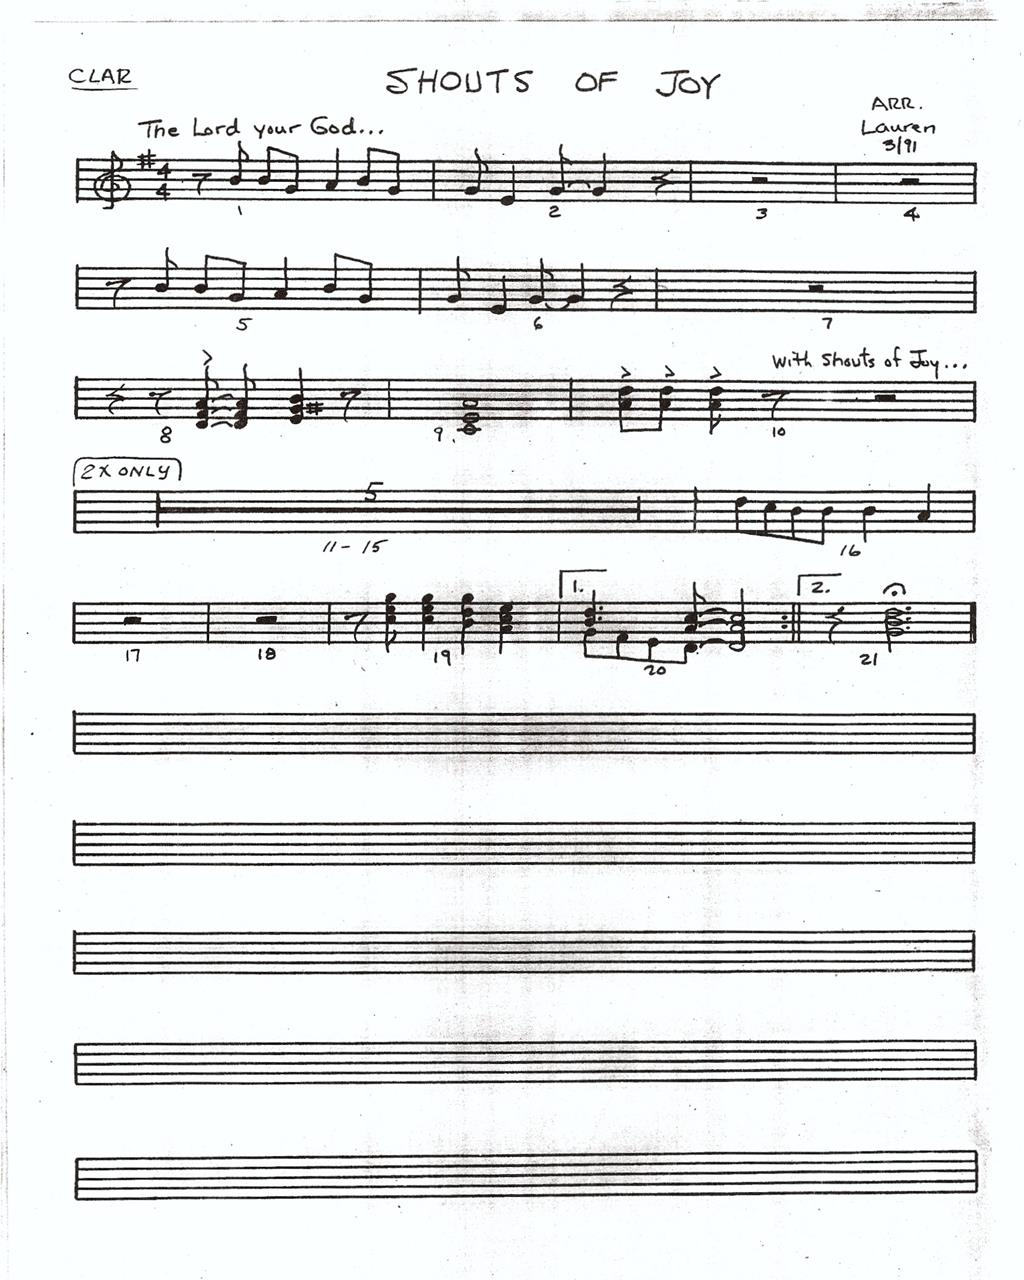 CLAR
SHOUTS OF JOY
ARR.
Lauren
3/91
The Lord your God...
4
4
1 2 3 4
5 6 7
with shouts of Joy...
8 9. 10
2X ONLY
5
11-15 16
1. 2.
17 18 19 20 21